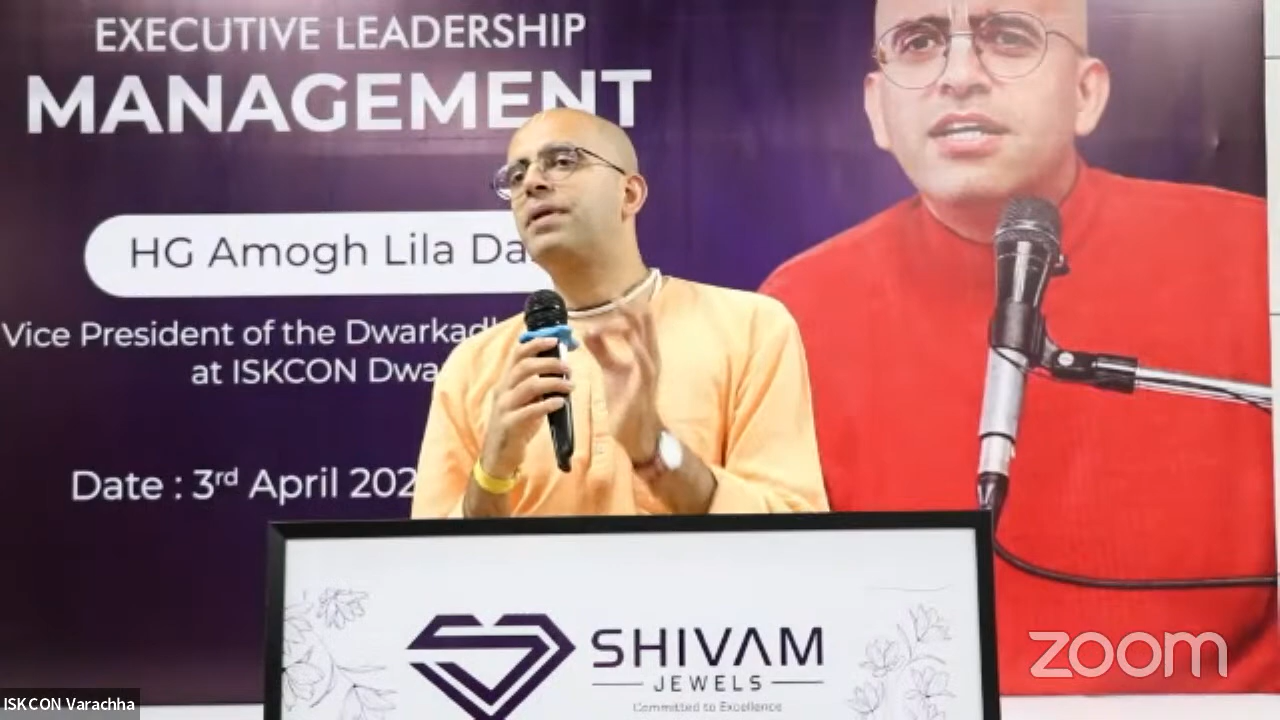 EXECUTIVE LEADERSHIP
MANAGEMENT
HG Amogh Lila Da
Vice President of the Dwarkad
at ISKCON Dwa
Date : 3rd April 202
SHIVAM
JEWELS
Committed to Excellence
zoom
ISKCON Varachha